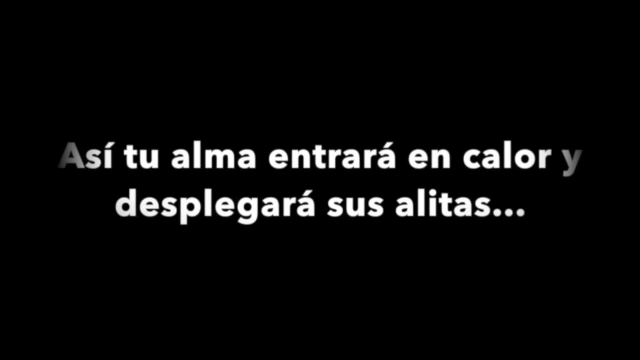 Así tu alma entrará en calor y
desplegará sus alitas...